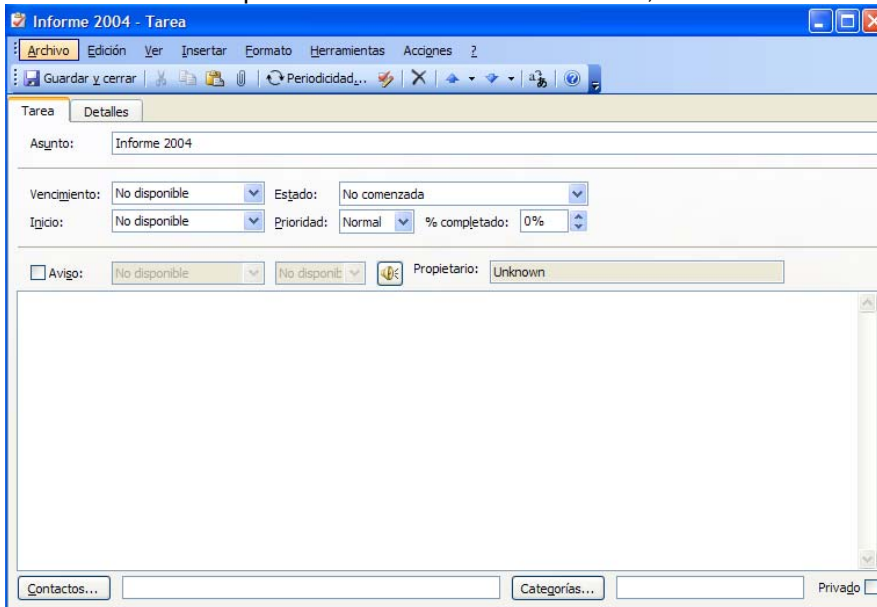 Informe 2004 - Tarea
Archivo Edición Ver Insertar Formato Herramientas Acciones ?
Guardar y cerrar Periodicidad...
Tarea Detalles
Asunto: Informe 2004
Vencimiento: No disponible Estado: No comenzada
Inicio: No disponible Prioridad: Normal % completado: 0%
Aviso: No disponible No disponib Propietario: Unknown
Contactos... Categorías... Privado